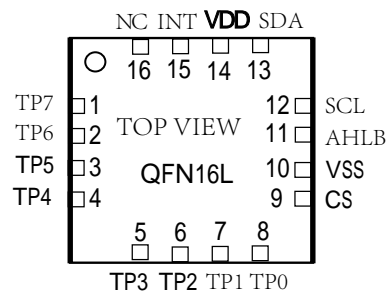 NC INT VDD SDA
16 15 14 13
TP7 1 12 SCL
TP6 2 TOP VIEW 11 AHLB
TP5 3 QFN16L 10 VSS
TP4 4 9 CS
5 6 7 8
TP3 TP2 TP1 TP0